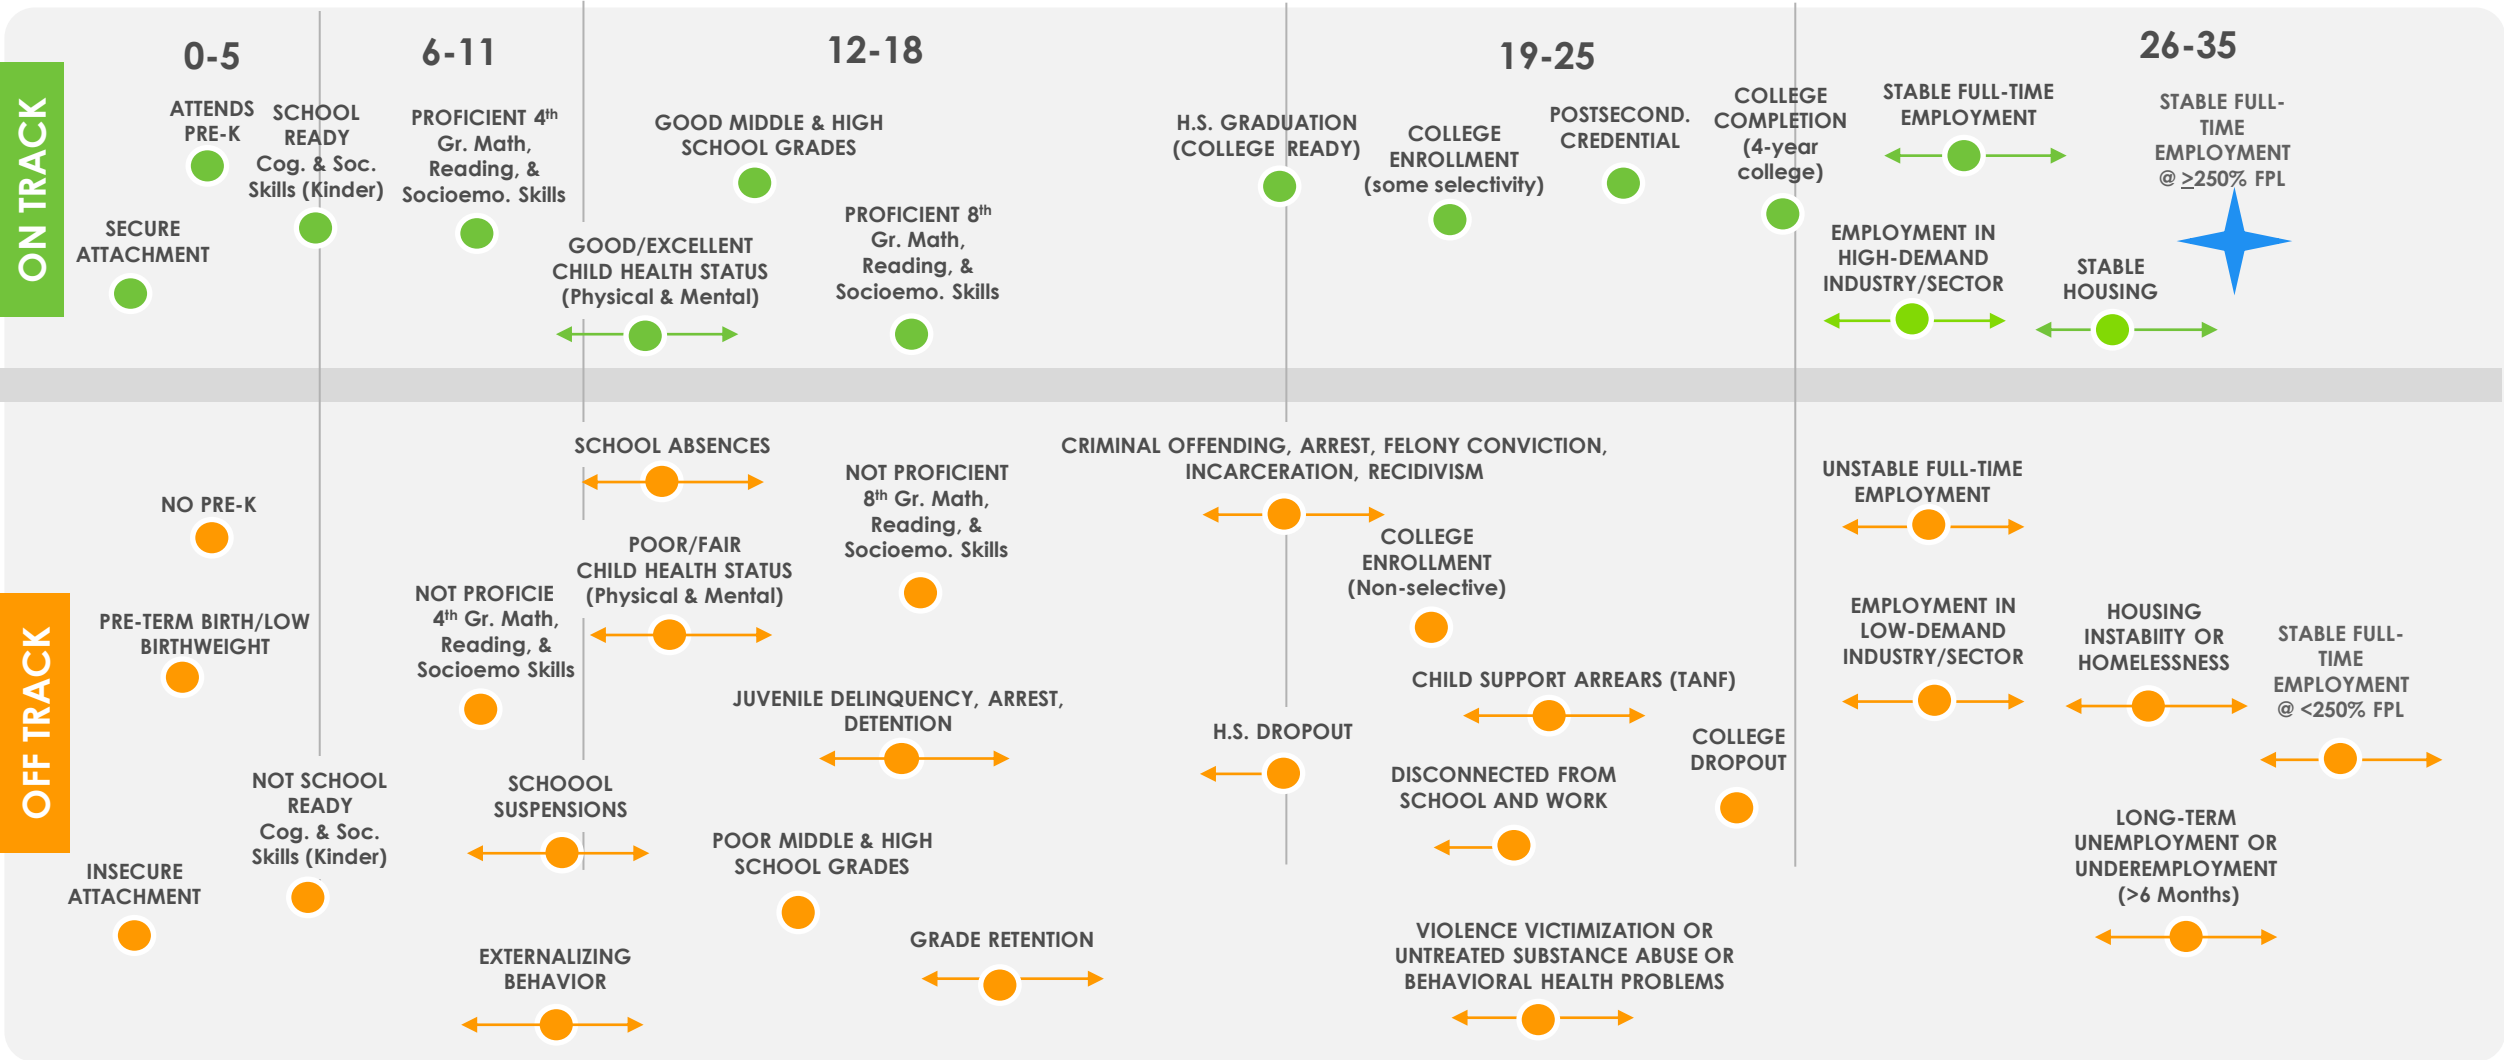 0-5
6-11
12-18
19-25
26-35
ON TRACK
ATTENDS
PRE-K
SECURE
ATTACHMENT
SCHOOL
READY
Cog. & Soc.
Skills (Kinder)
PROFICIENT 4th
Gr. Math,
Reading, &
Socioemo. Skills
GOOD MIDDLE & HIGH
SCHOOL GRADES
GOOD/EXCELLENT
CHILD HEALTH STATUS
(Physical & Mental)
PROFICIENT 8th
Gr. Math,
Reading, &
Socioemo. Skills
H.S. GRADUATION
(COLLEGE READY)
COLLEGE
ENROLLMENT
(some selectivity)
POSTSECOND.
CREDENTIAL
COLLEGE
COMPLETION
(4-year
college)
STABLE FULL-TIME
EMPLOYMENT
EMPLOYMENT IN
HIGH-DEMAND
INDUSTRY/SECTOR
STABLE
HOUSING
STABLE FULL-
TIME
EMPLOYMENT
@ >250% FPL
OFF TRACK
NO PRE-K
PRE-TERM BIRTH/LOW
BIRTHWEIGHT
INSECURE
ATTACHMENT
NOT SCHOOL
READY
Cog. & Soc.
Skills (Kinder)
NOT PROFICIE
4th Gr. Math,
Reading, &
Socioemo Skills
SCHOOOL
SUSPENSIONS
EXTERNALIZING
BEHAVIOR
SCHOOL ABSENCES
POOR/FAIR
CHILD HEALTH STATUS
(Physical & Mental)
NOT PROFICIENT
8th Gr. Math,
Reading, &
Socioemo. Skills
JUVENILE DELINQUENCY, ARREST,
DETENTION
POOR MIDDLE & HIGH
SCHOOL GRADES
GRADE RETENTION
CRIMINAL OFFENDING, ARREST, FELONY CONVICTION,
INCARCERATION, RECIDIVISM
COLLEGE
ENROLLMENT
(Non-selective)
CHILD SUPPORT ARREARS (TANF)
H.S. DROPOUT
DISCONNECTED FROM
SCHOOL AND WORK
COLLEGE
DROPOUT
VIOLENCE VICTIMIZATION OR
UNTREATED SUBSTANCE ABUSE OR
BEHAVIORAL HEALTH PROBLEMS
UNSTABLE FULL-TIME
EMPLOYMENT
EMPLOYMENT IN
LOW-DEMAND
INDUSTRY/SECTOR
HOUSING
INSTABIITY OR
HOMELESSNESS
STABLE FULL-
TIME
EMPLOYMENT
@ <250% FPL
LONG-TERM
UNEMPLOYMENT OR
UNDEREMPLOYMENT
(>6 Months)